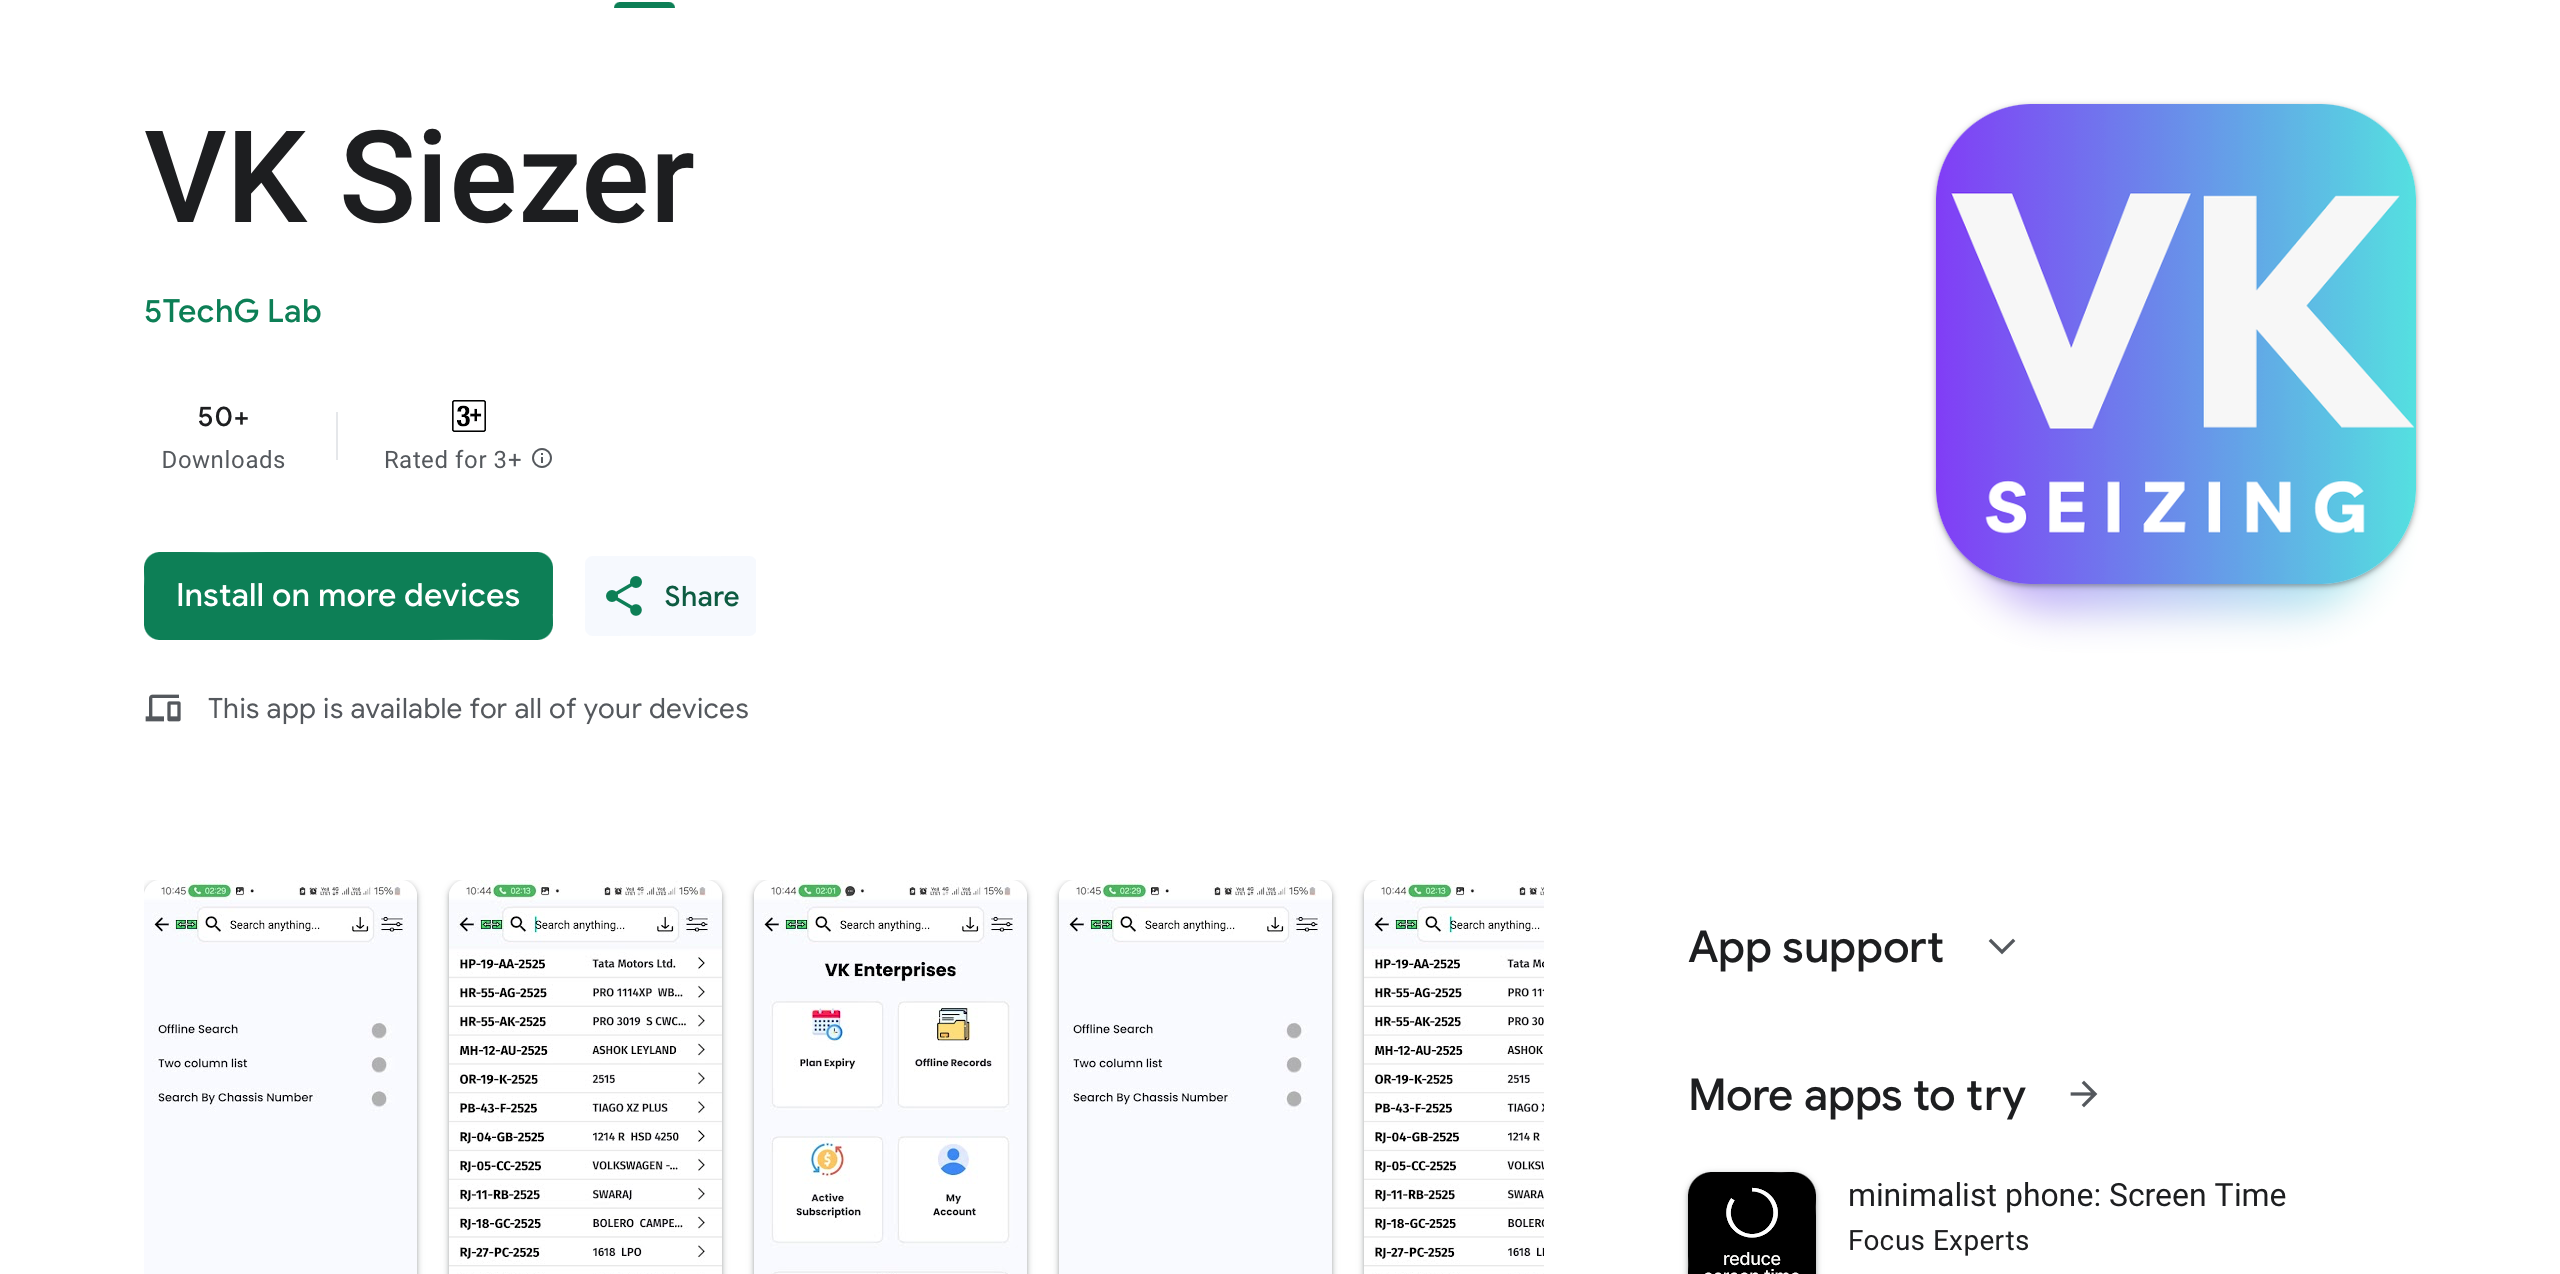 VK Siezer
5TechG Lab
50+
Downloads
3+
Rated for 3+
Install on more devices
Share
This app is available for all of your devices
VK
SEIZING
10:45 02:29 15%
Search anything...
Offline Search
Two column list
Search By Chassis Number
10:44 02:13 15%
Search anything...
HP-19-AA-2525 Tata Motors Ltd.
HR-55-AG-2525 PRO 1114XP WB...
HR-55-AK-2525 PRO 3019 S CWC...
MH-12-AU-2525 ASHOK LEYLAND
OR-19-K-2525 2515
PB-43-F-2525 TIAGO XZ PLUS
RJ-04-GB-2525 1214 R HSD 4250
RJ-05-CC-2525 VOLKSWAGEN -...
RJ-11-RB-2525 SWARAJ
RJ-18-GC-2525 BOLERO CAMPE...
RJ-27-PC-2525 1618 LPO
10:44 02:01 15%
Search anything...
VK Enterprises
Plan Expiry
Offline Records
Active
Subscription
My
Account
10:45 02:29 15%
Search anything...
Offline Search
Two column list
Search By Chassis Number
10:44 02:13
Search anything...
HP-19-AA-2525 Tata Mo
HR-55-AG-2525 PRO 11
HR-55-AK-2525 PRO 30
MH-12-AU-2525 ASHOK
OR-19-K-2525 2515
PB-43-F-2525 TIAGO
RJ-04-GB-2525 1214 R
RJ-05-CC-2525 VOLKS
RJ-11-RB-2525 SWARA
RJ-18-GC-2525 BOLER
RJ-27-PC-2525 1618
App support
More apps to try
reduce
screen time
minimalist phone: Screen Time
Focus Experts